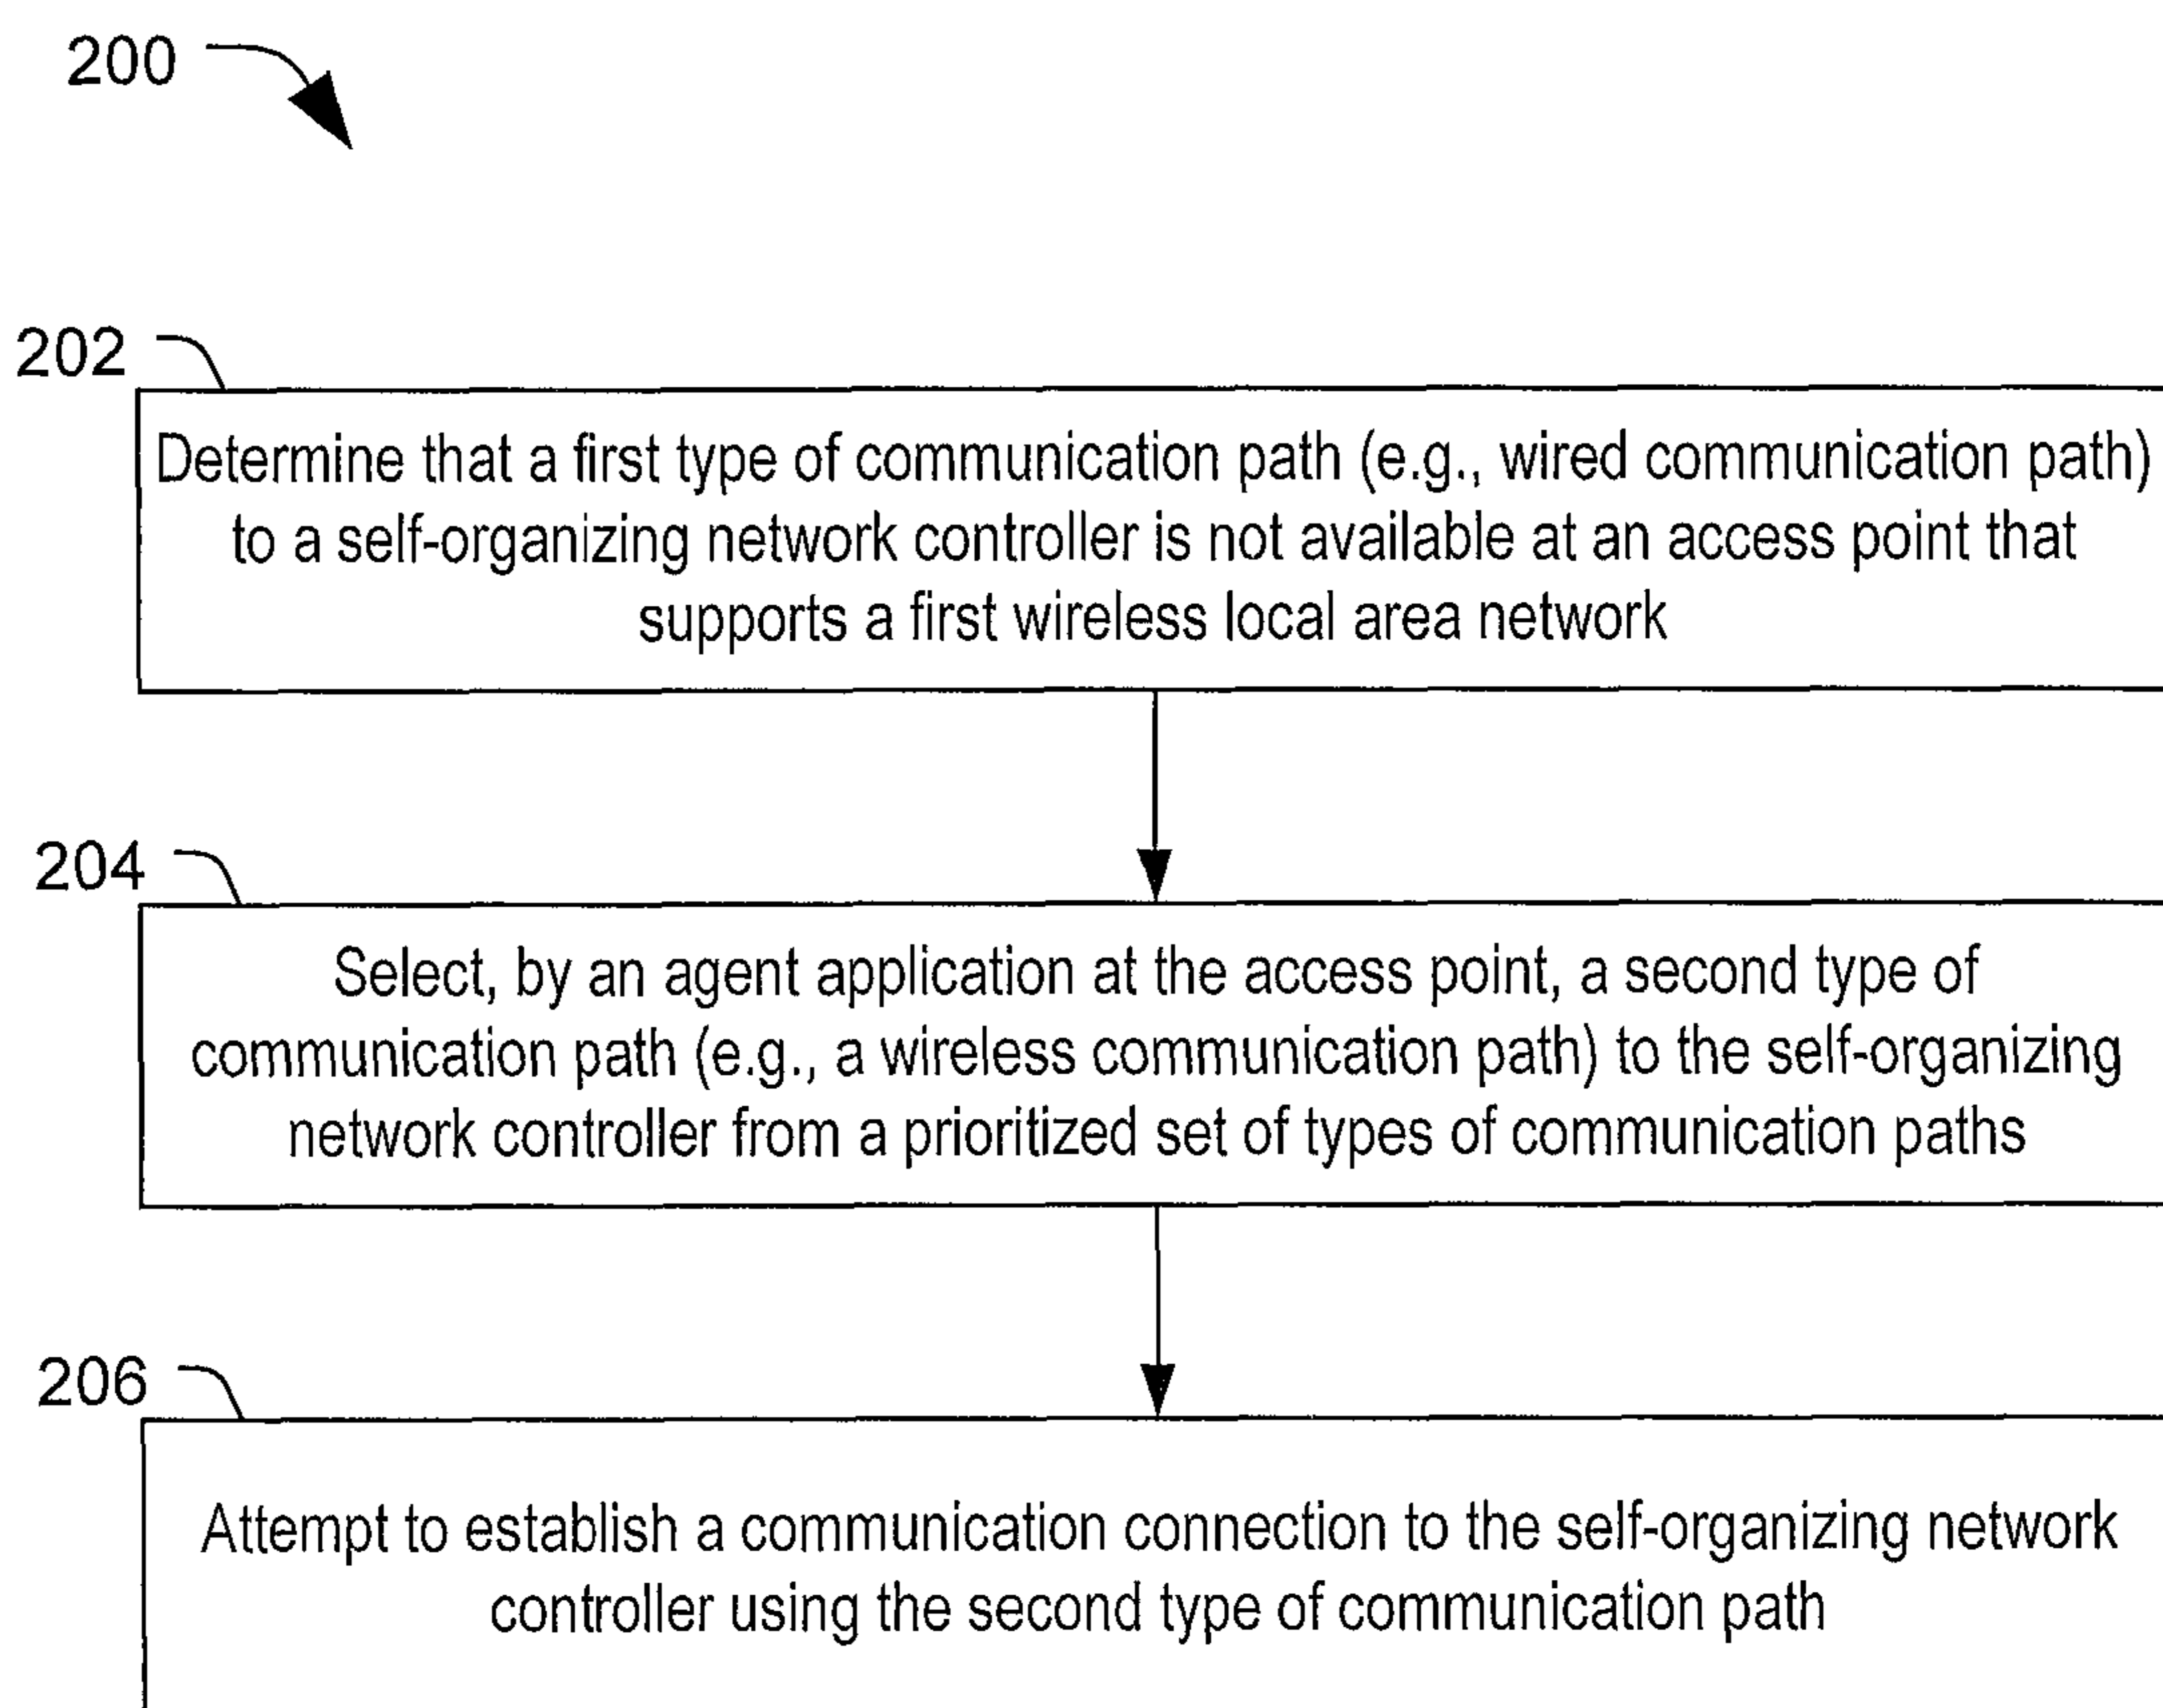 200
202
Determine that a first type of communication path (e.g., wired communication path)
to a self-organizing network controller is not available at an access point that
supports a first wireless local area network
204
Select, by an agent application at the access point, a second type of
communication path (e.g., a wireless communication path) to the self-organizing
network controller from a prioritized set of types of communication paths
206
Attempt to establish a communication connection to the self-organizing network
controller using the second type of communication path